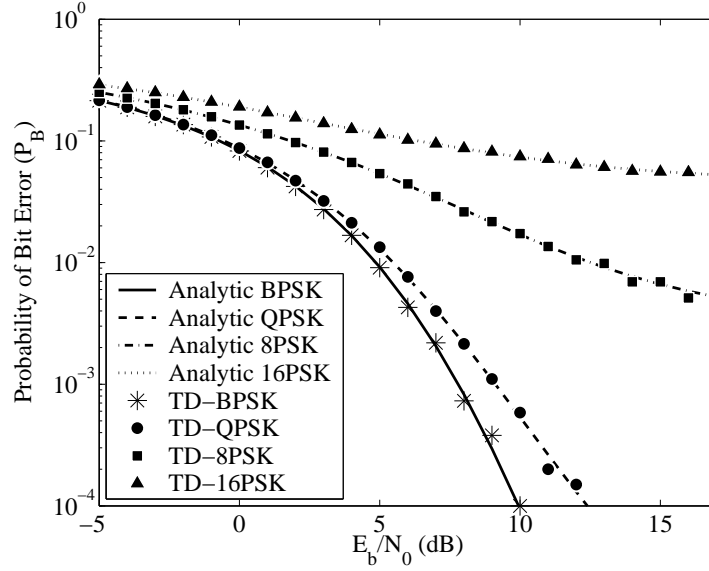 10^0
10^-1
10^-2
10^-3
10^-4
Probability of Bit Error (P_B)
Analytic BPSK
Analytic QPSK
Analytic 8PSK
Analytic 16PSK
TD−BPSK
TD−QPSK
TD−8PSK
TD−16PSK
−5 0 5 10 15
E_b/N_0 (dB)